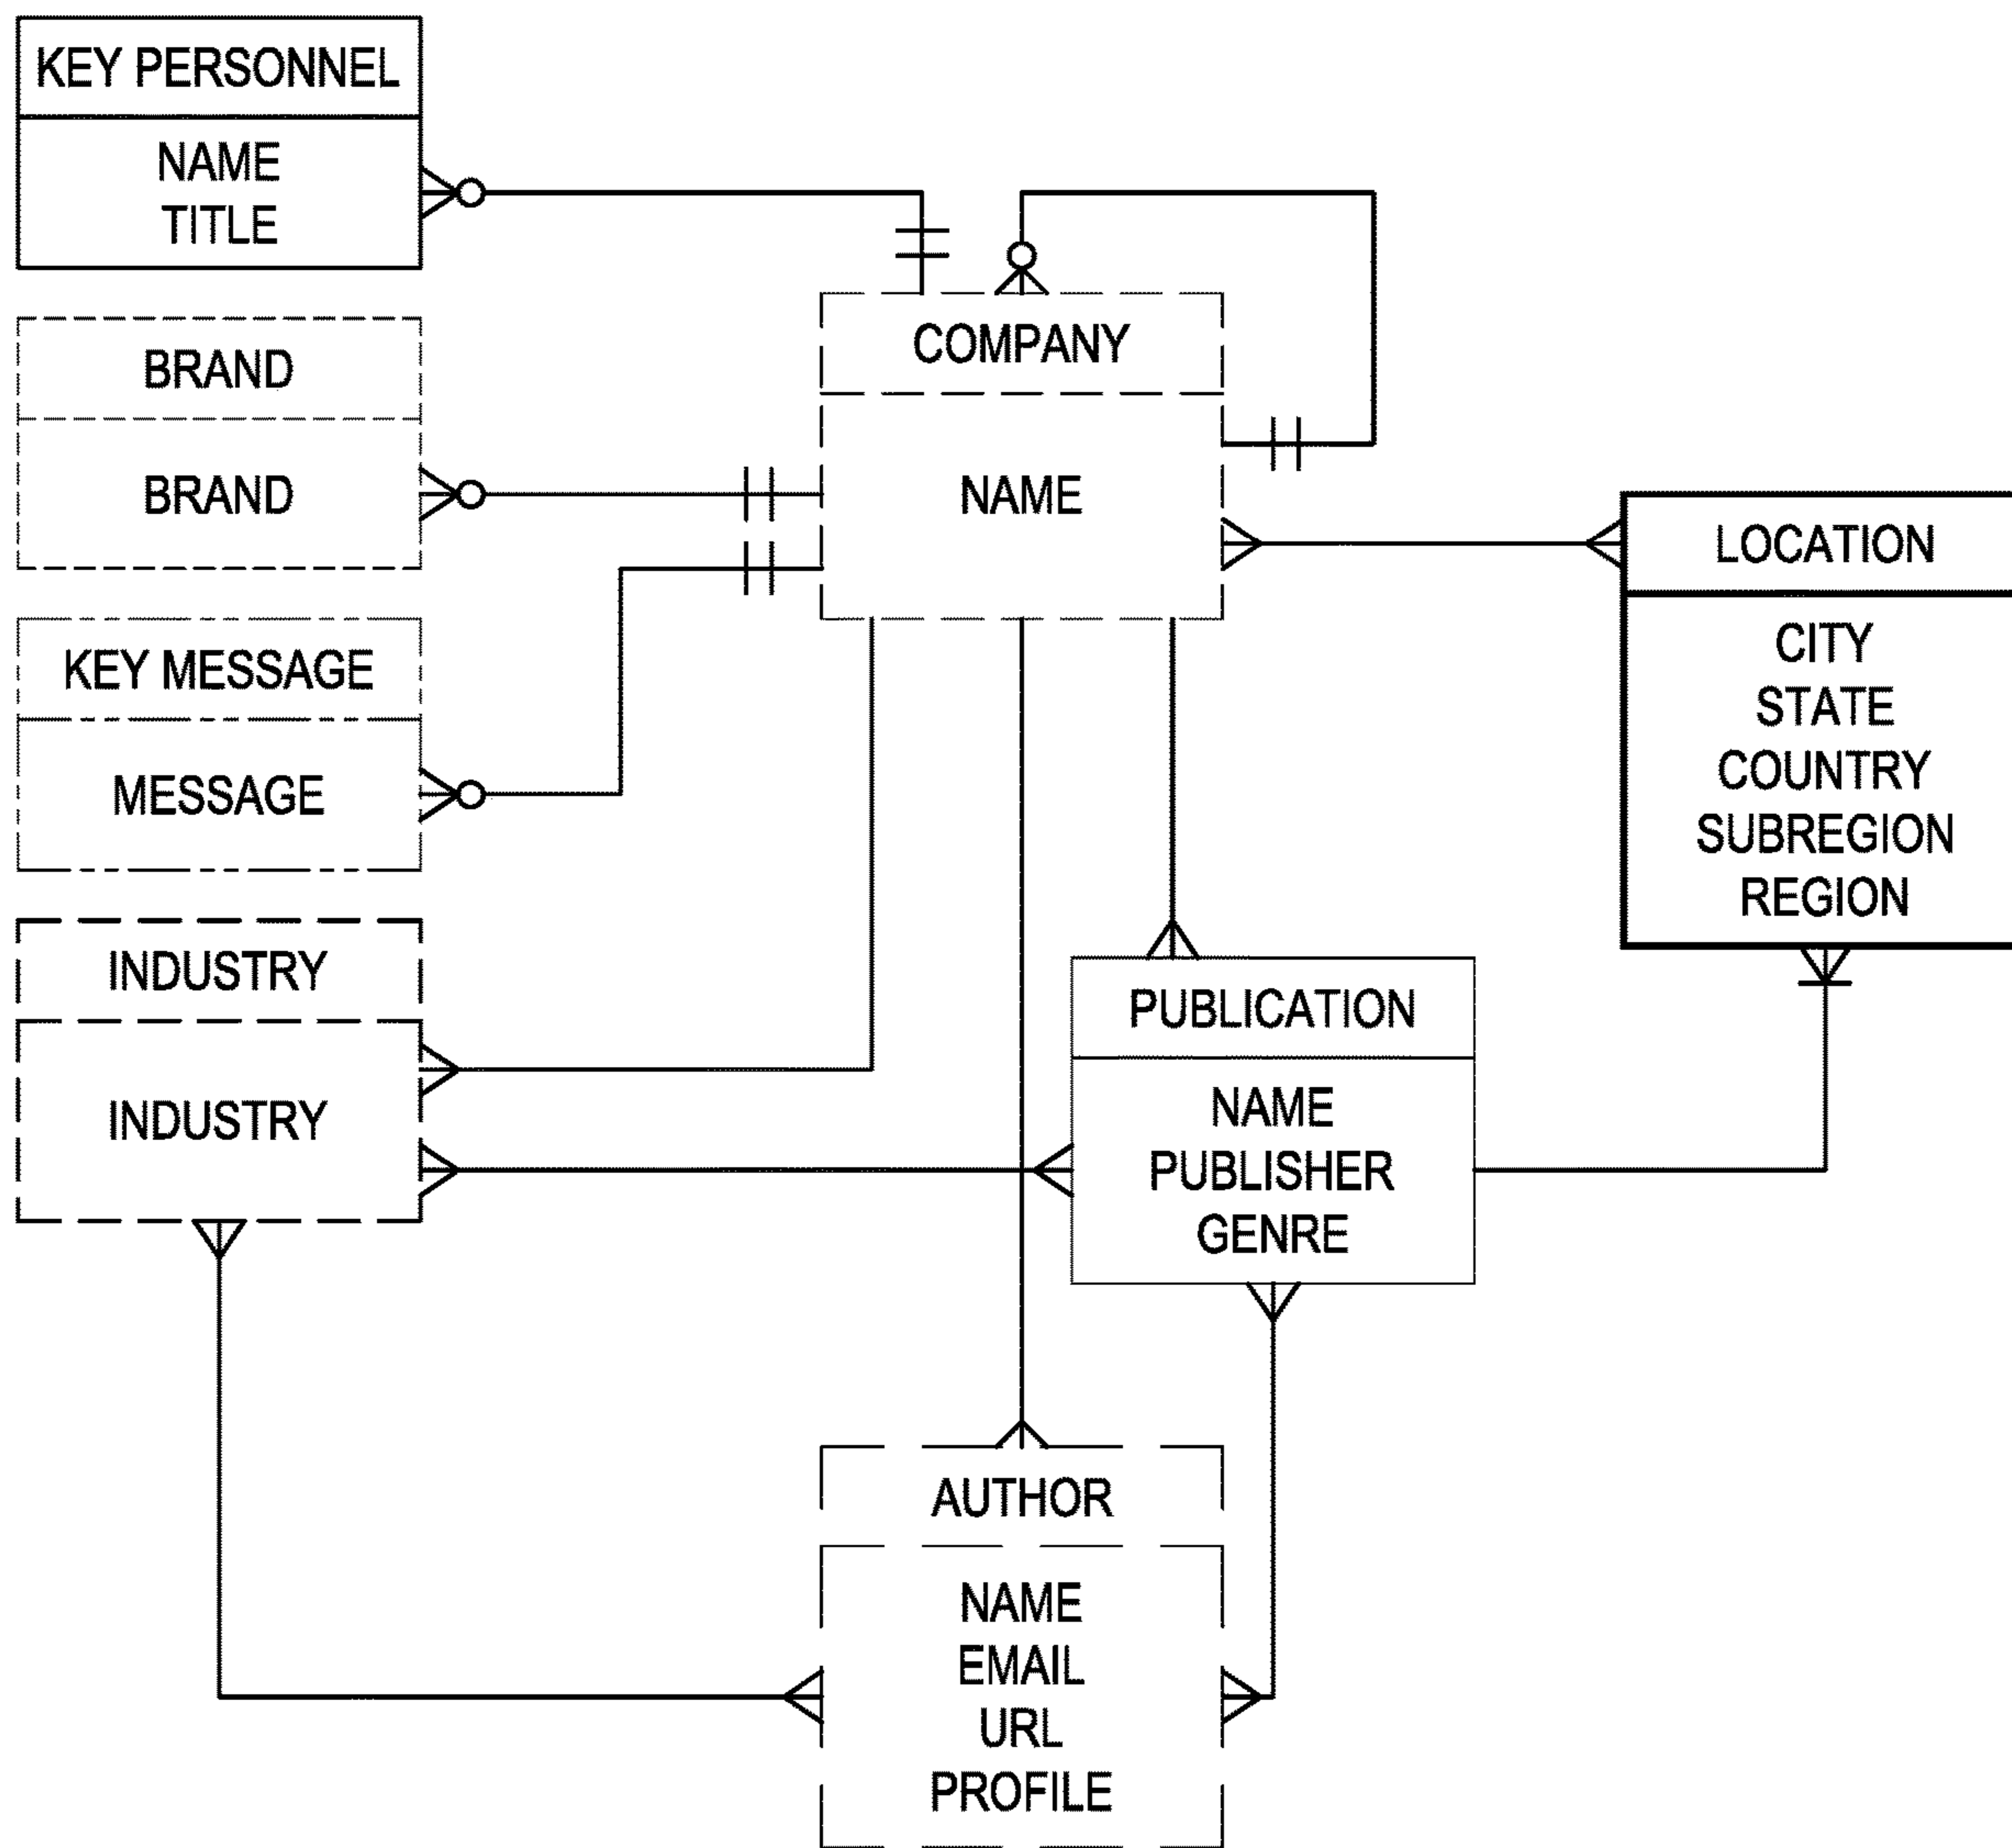 KEY PERSONNEL
NAME
TITLE
COMPANY
NAME
BRAND
BRAND
KEY MESSAGE
MESSAGE
LOCATION
CITY
STATE
COUNTRY
SUBREGION
REGION
INDUSTRY
INDUSTRY
PUBLICATION
NAME
PUBLISHER
GENRE
AUTHOR
NAME
EMAIL
URL
PROFILE